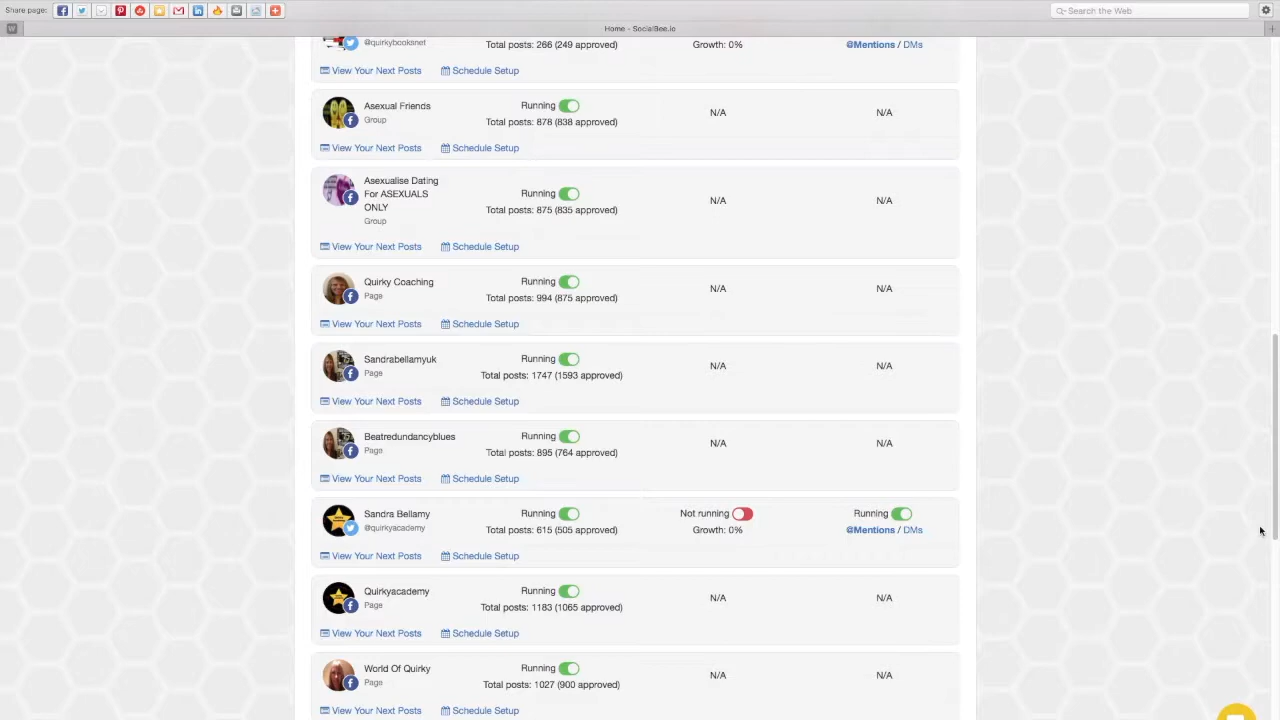 Share page:
Search the Web
Home - SocialBee.io
@quirkybooksnet
Total posts: 266 (249 approved)
Growth: 0%
@Mentions / DMs
View Your Next Posts
Schedule Setup
Asexual Friends
Group
Running
Total posts: 878 (838 approved)
N/A
N/A
View Your Next Posts
Schedule Setup
Asexualise Dating
For ASEXUALS
ONLY
Group
Running
Total posts: 875 (835 approved)
N/A
N/A
View Your Next Posts
Schedule Setup
Quirky Coaching
Page
Running
Total posts: 994 (875 approved)
N/A
N/A
View Your Next Posts
Schedule Setup
Sandrabellamyuk
Page
Running
Total posts: 1747 (1593 approved)
N/A
N/A
View Your Next Posts
Schedule Setup
Beatredundancyblues
Page
Running
Total posts: 895 (764 approved)
N/A
N/A
View Your Next Posts
Schedule Setup
Sandra Bellamy
@quirkyacademy
Running
Total posts: 615 (505 approved)
Not running
Growth: 0%
Running
@Mentions / DMs
View Your Next Posts
Schedule Setup
Quirkyacademy
Page
Running
Total posts: 1183 (1065 approved)
N/A
N/A
View Your Next Posts
Schedule Setup
World Of Quirky
Page
Running
Total posts: 1027 (900 approved)
N/A
N/A
View Your Next Posts
Schedule Setup